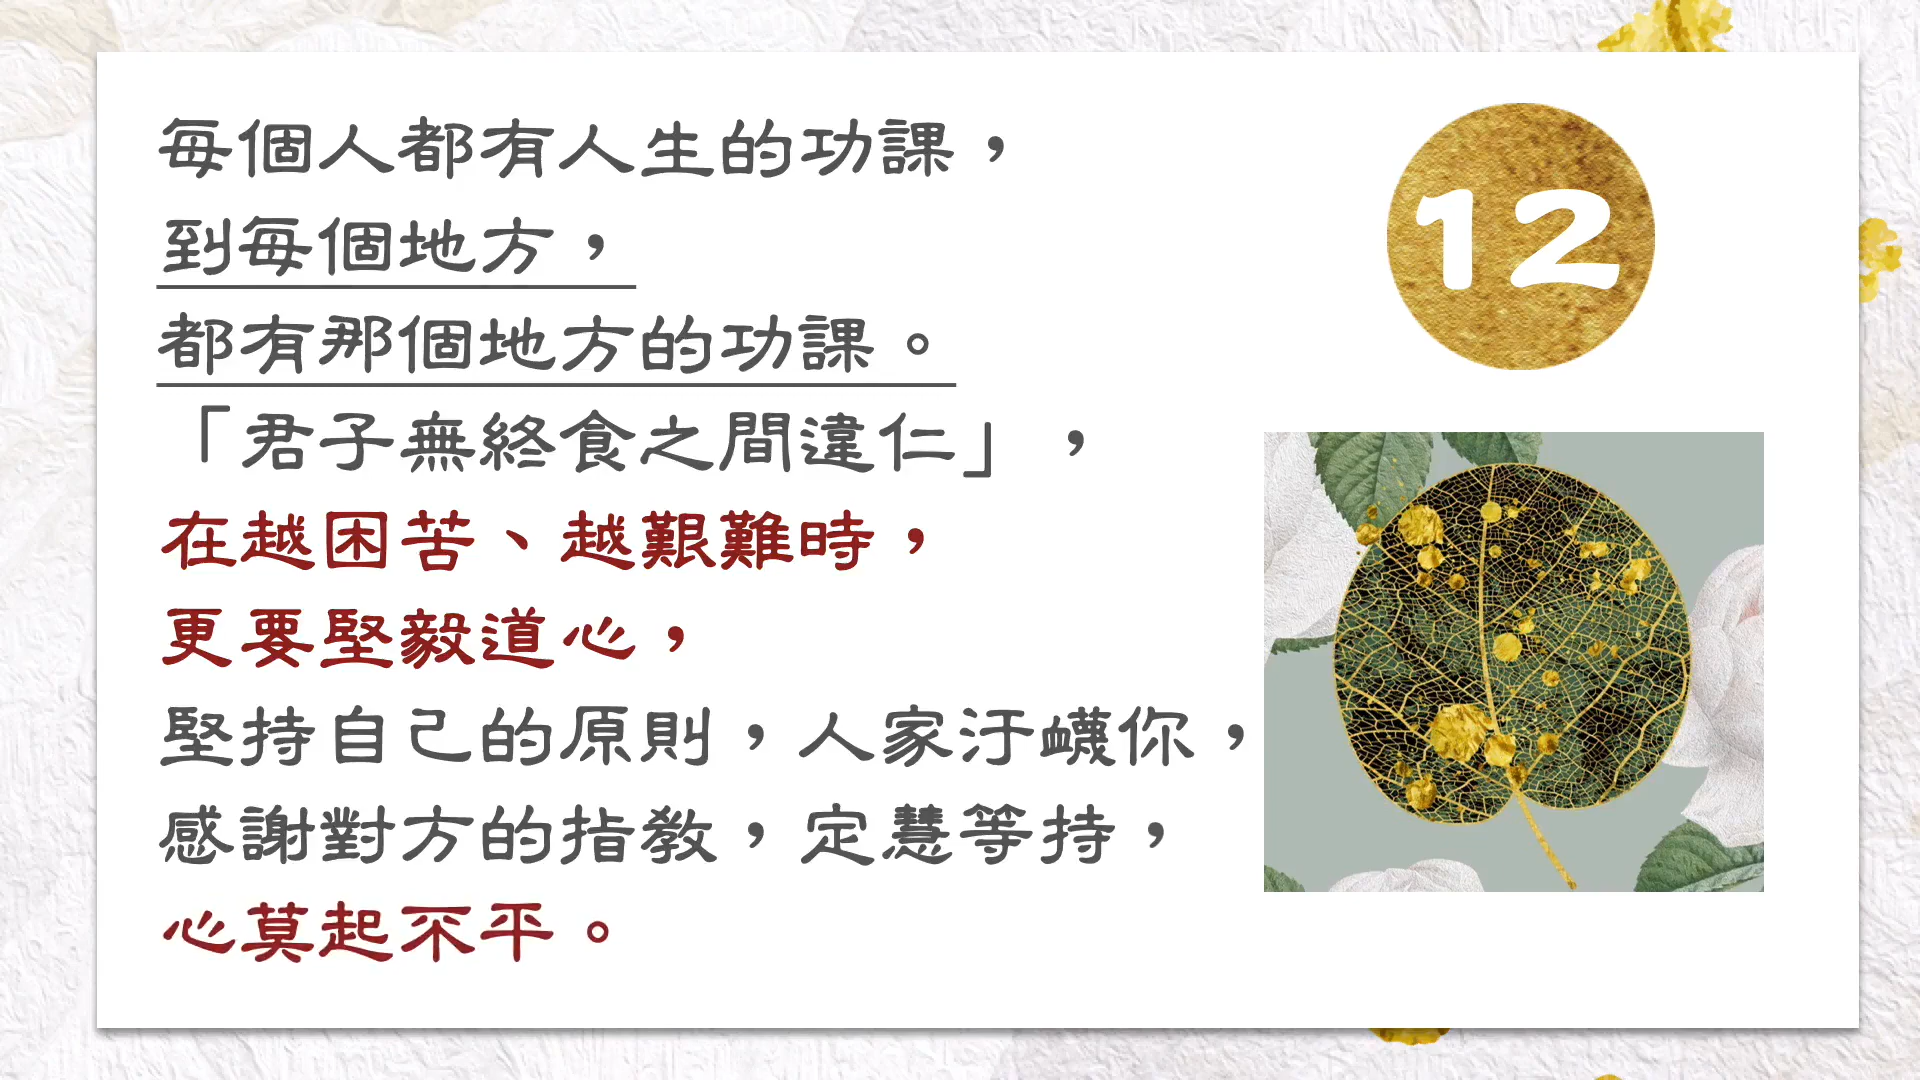 每個人都有人生的功課，
到每個地方，
都有那個地方的功課。
「君子無終食之間違仁」，
在越困苦、越艱難時，
更要堅毅道心，
堅持自己的原則，人家汙衊你，
感謝對方的指教，定慧等持，
心莫起不平。
12